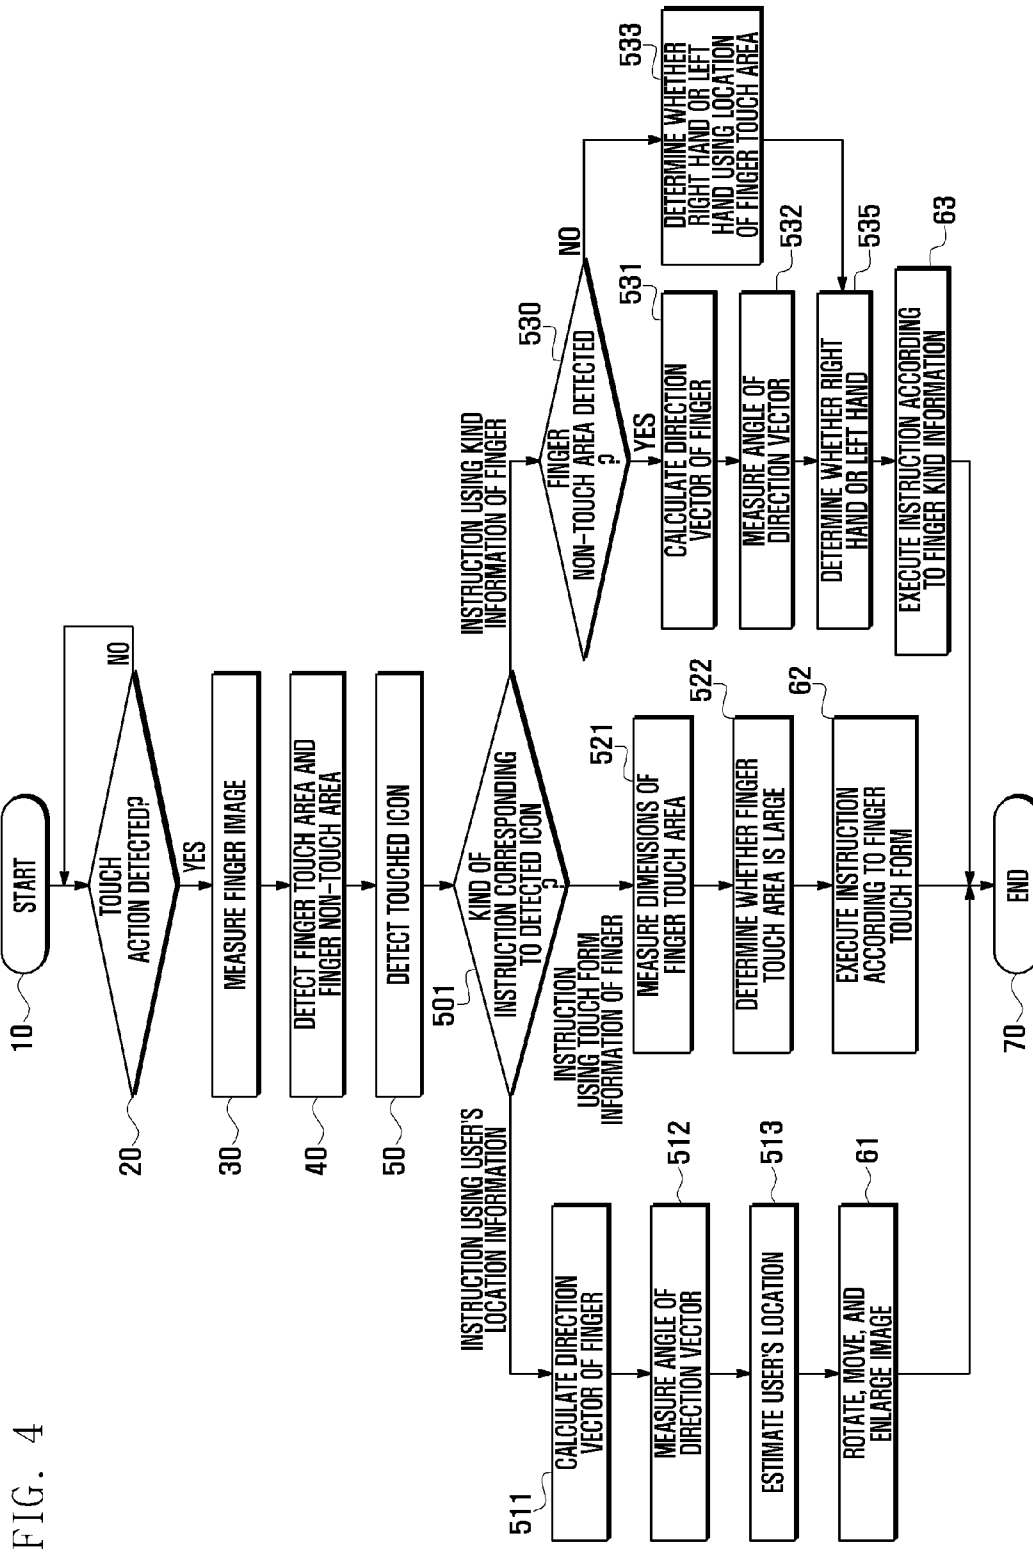 FIG. 4
START
10
TOUCH
ACTION DETECTED?
20
NO
YES
MEASURE FINGER IMAGE
30
DETECT FINGER TOUCH AREA AND
FINGER NON-TOUCH AREA
40
DETECT TOUCHED ICON
50
KIND OF
INSTRUCTION CORRESPONDING
TO DETECTED ICON
?
501
INSTRUCTION USING USER'S
LOCATION INFORMATION
CALCULATE DIRECTION
VECTOR OF FINGER
511
MEASURE ANGLE OF
DIRECTION VECTOR
512
ESTIMATE USER'S LOCATION
513
ROTATE, MOVE, AND
ENLARGE IMAGE
61
INSTRUCTION
USING TOUCH FORM
INFORMATION OF FINGER
MEASURE DIMENSIONS OF
FINGER TOUCH AREA
521
DETERMINE WHETHER FINGER
TOUCH AREA IS LARGE
522
EXECUTE INSTRUCTION
ACCORDING TO FINGER
TOUCH FORM
62
INSTRUCTION USING KIND
INFORMATION OF FINGER
FINGER
NON-TOUCH AREA DETECTED
?
530
NO
YES
CALCULATE DIRECTION
VECTOR OF FINGER
531
MEASURE ANGLE OF
DIRECTION VECTOR
532
DETERMINE WHETHER
RIGHT HAND OR LEFT
HAND USING LOCATION
OF FINGER TOUCH AREA
533
DETERMINE WHETHER RIGHT
HAND OR LEFT HAND
535
EXECUTE INSTRUCTION ACCORDING
TO FINGER KIND INFORMATION
63
END
70